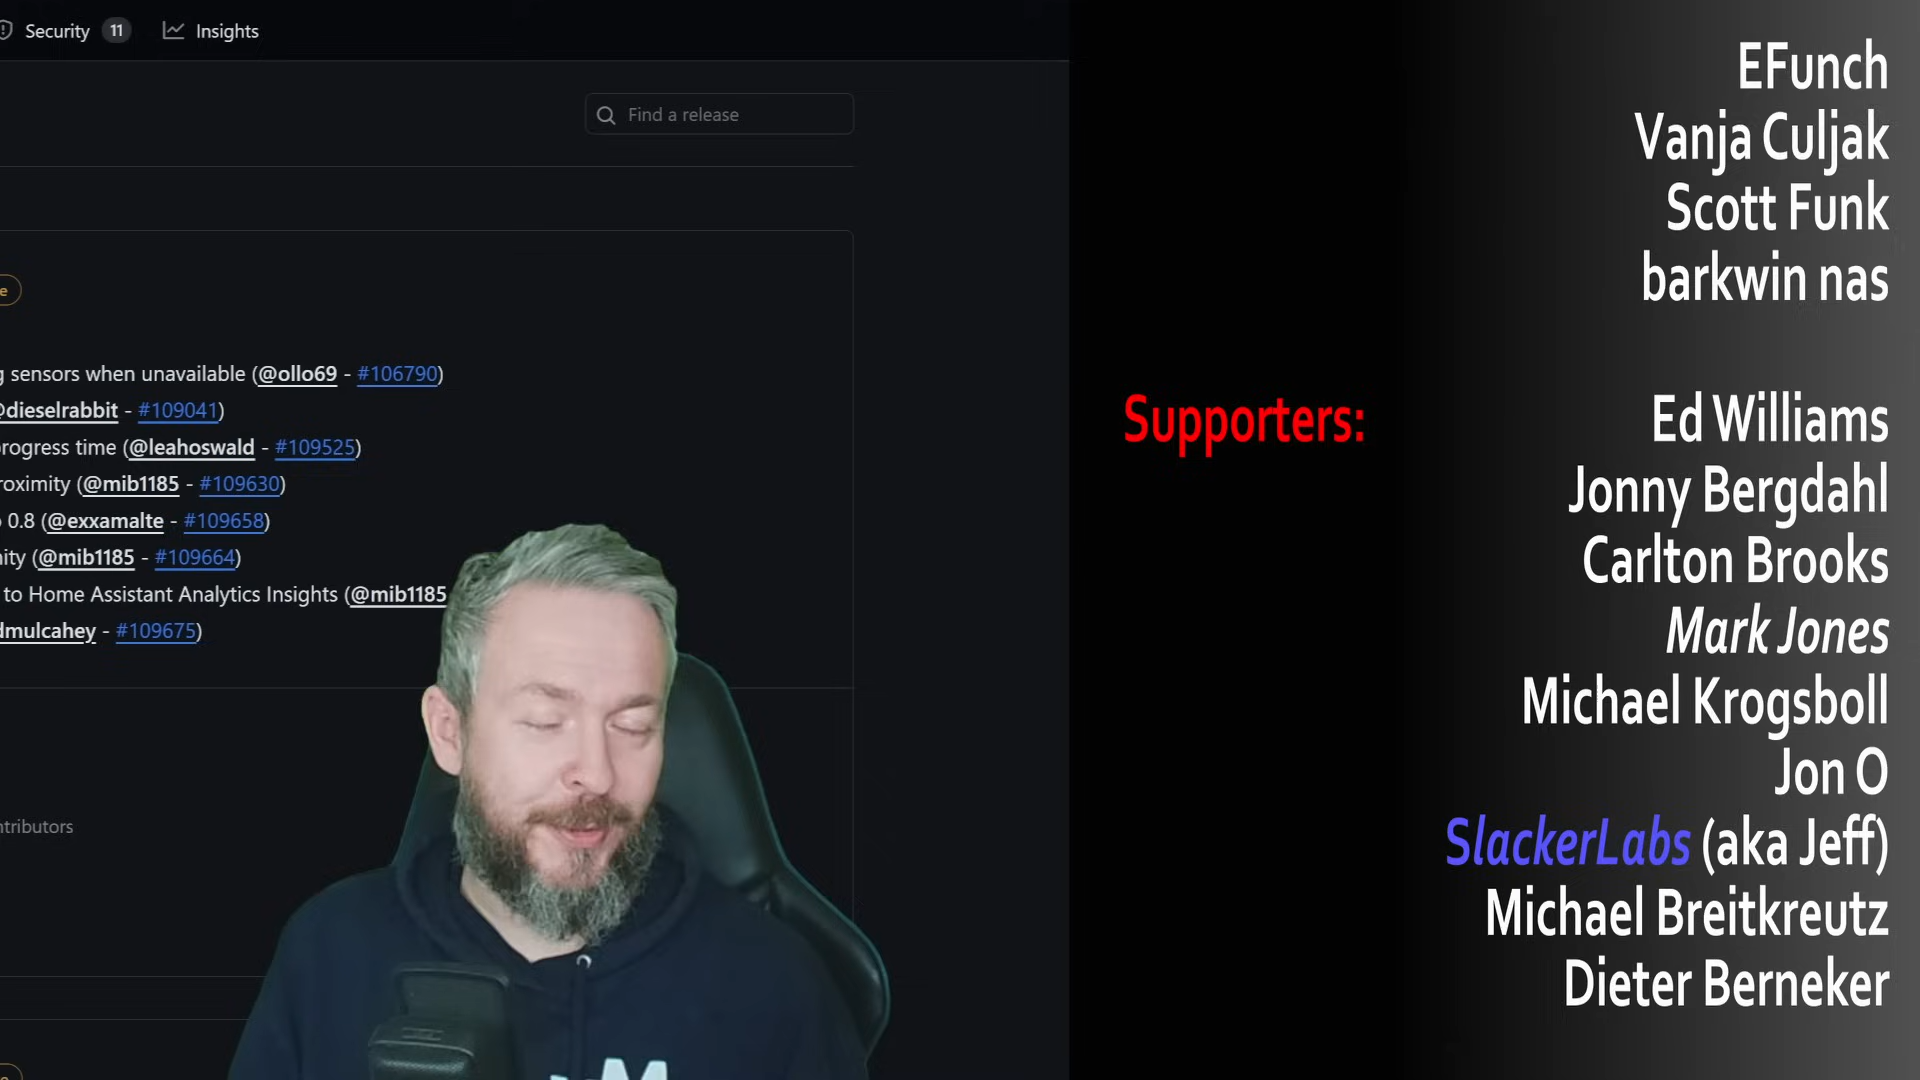 Security 11 Insights
Find a release
e
g sensors when unavailable (@ollo69 - #106790)
@dieselrabbit - #109041)
rogress time (@leahoswald - #109525)
roximity (@mib1185 - #109630)
0.8 (@exxamalte - #109658)
ity (@mib1185 - #109664)
to Home Assistant Analytics Insights (@mib1185
dmulcahey - #109675)
ntributors
M
EFunch
Vanja Culjak
Scott Funk
barkwin nas
Supporters:
Ed Williams
Jonny Bergdahl
Carlton Brooks
Mark Jones
Michael Krogsboll
Jon O
SlackerLabs (aka Jeff)
Michael Breitkreutz
Dieter Berneker